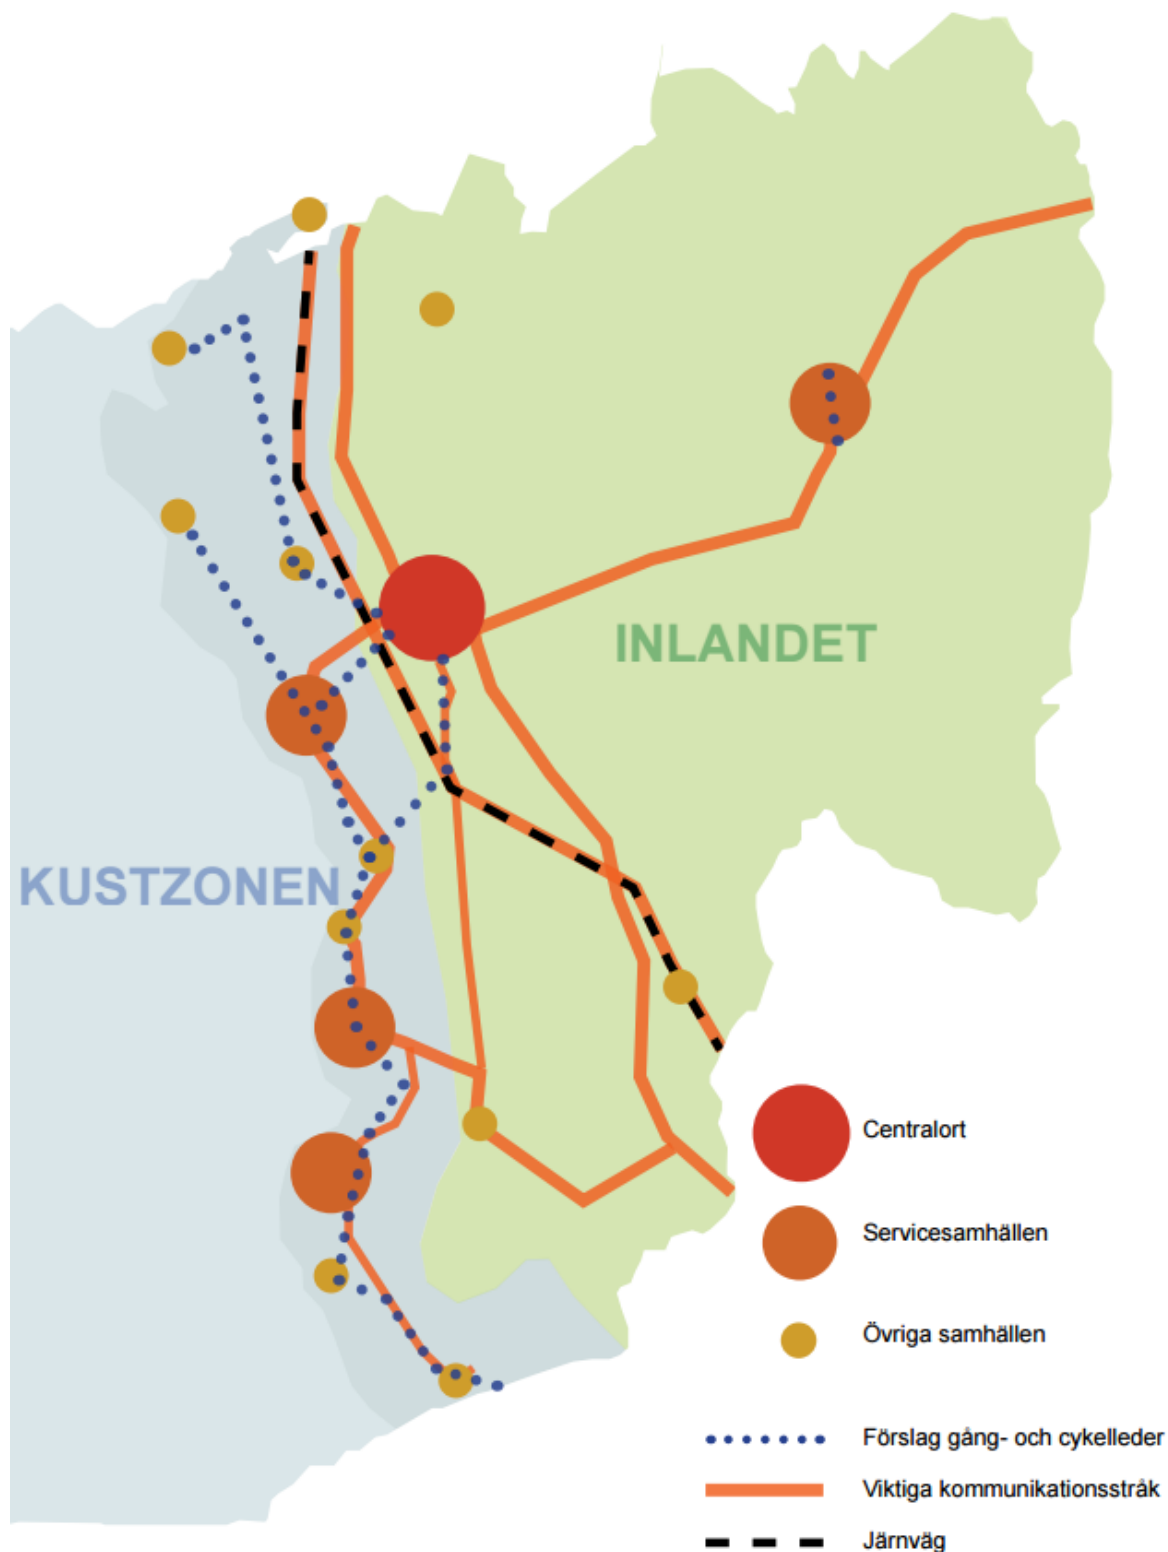 INLANDET
KUSTZONEN
Centralort
Servicesamhällen
Övriga samhällen
Förslag gång- och cykelleder
Viktiga kommunikationsstråk
Järnväg